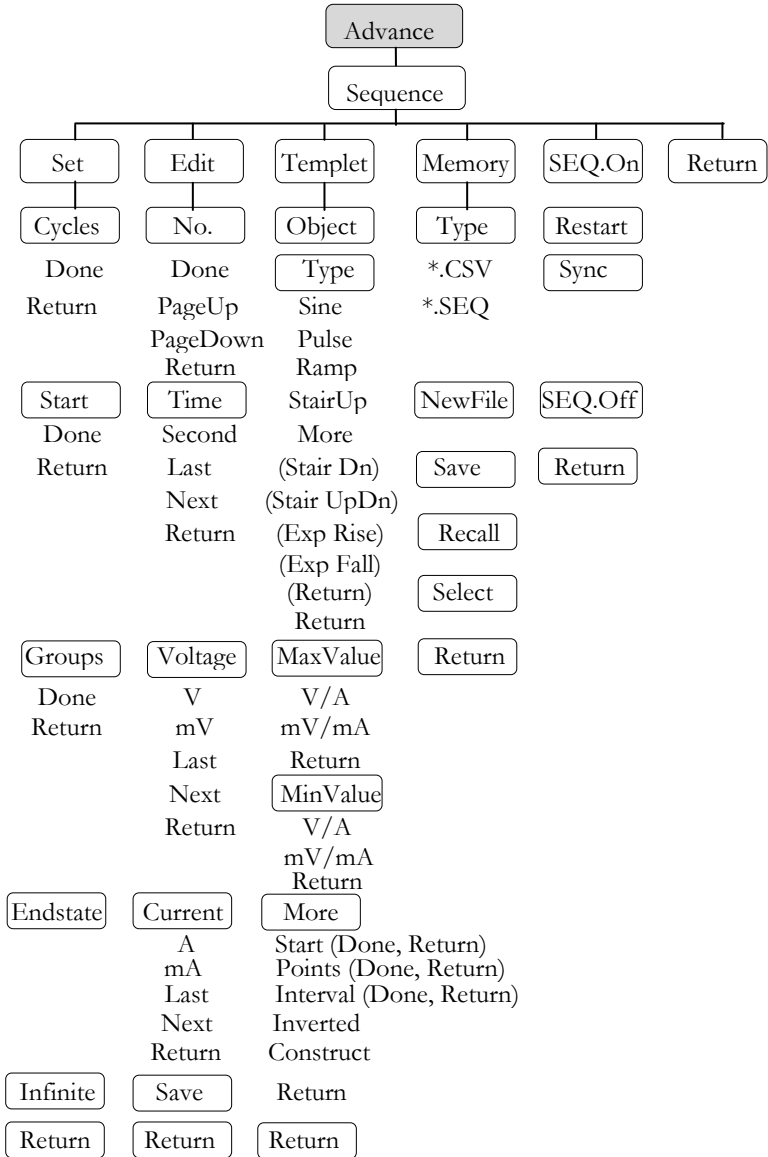 Advance
Sequence
Set Edit Templet Memory SEQ.On Return
Cycles No. Object Type Restart
Done Done Type *.CSV Sync
Return PageUp Sine *.SEQ
PageDown Pulse
Return Ramp
Start Time StairUp NewFile SEQ.Off
Done Second More
Return Last (Stair Dn) Save Return
Next (Stair UpDn)
Return (Exp Rise) Recall
(Exp Fall)
(Return) Select
Return
Groups Voltage MaxValue Return
Done V V/A
Return mV mV/mA
Last Return
Next MinValue
Return V/A
mV/mA
Return
Endstate Current More
A Start (Done, Return)
mA Points (Done, Return)
Last Interval (Done, Return)
Next Inverted
Return Construct
Infinite Save Return
Return Return Return